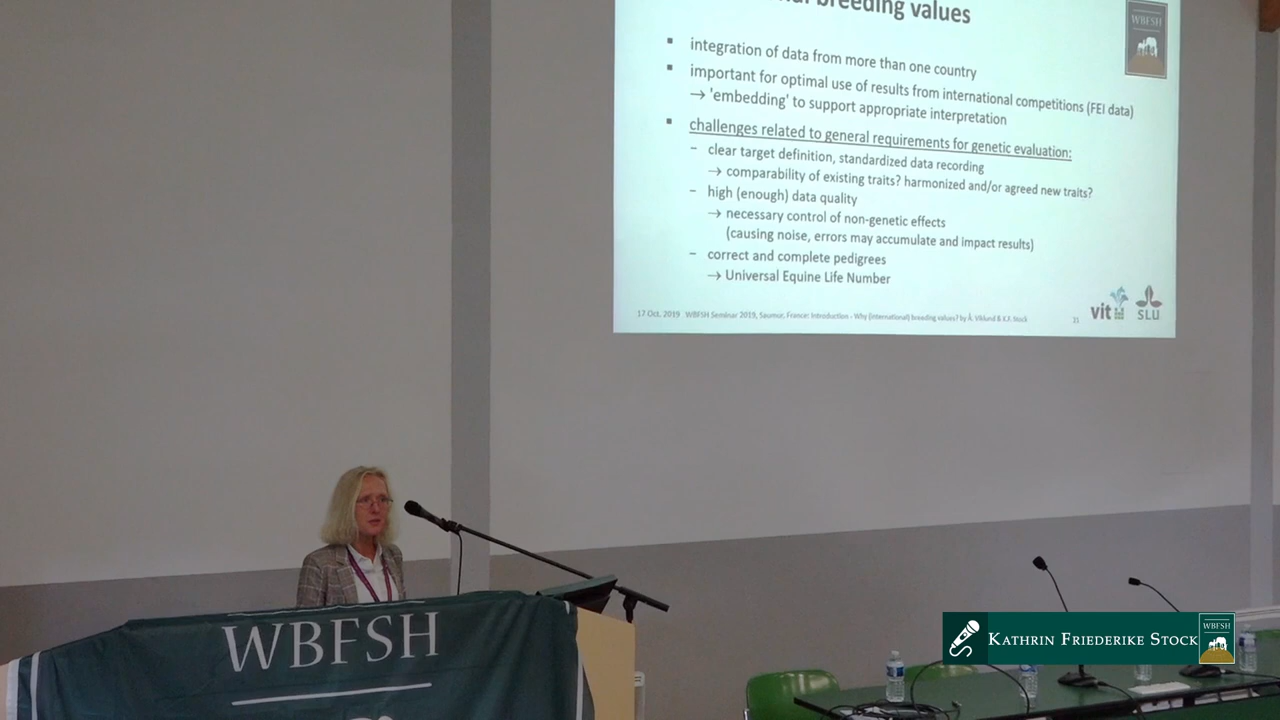 breeding values
WBFSH
integration of data from more than one country
important for optimal use of results from international competitions (FEI data)
→ 'embedding' to support appropriate interpretation
challenges related to general requirements for genetic evaluation:
- clear target definition, standardized data recording
→ comparability of existing traits? harmonized and/or agreed new traits?
- high (enough) data quality
→ necessary control of non-genetic effects
(causing noise, errors may accumulate and impact results)
- correct and complete pedigrees
→ Universal Equine Life Number
17 Oct, 2019 WBFSH Seminar 2019, Saumur, France: Introduction - Why (international) breeding values? by Å. Viklund & K.F. Stock
vit
SLU
WBFSH
KATHRIN FRIEDERIKE STOCK
WBFSH